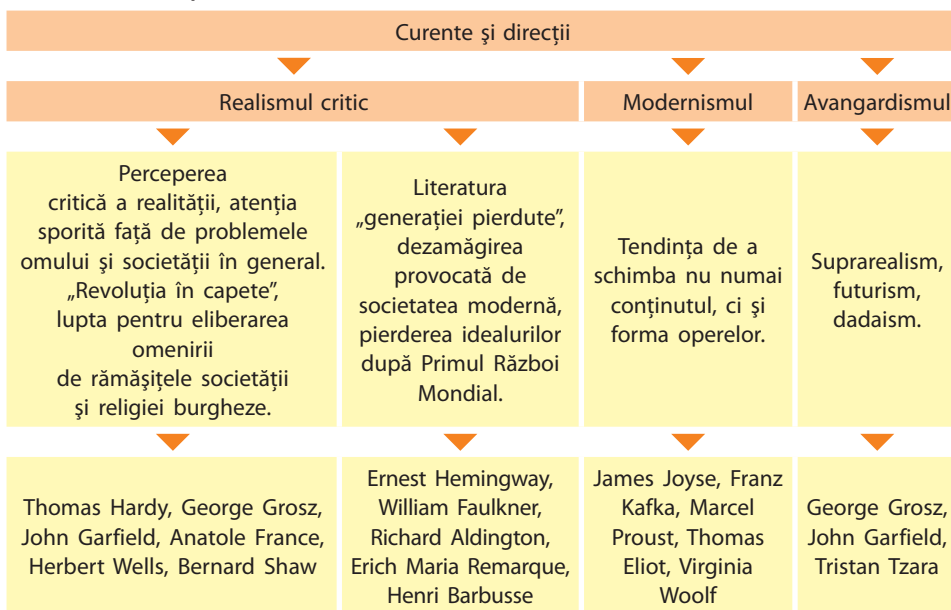 Curente şi direcţii
Realismul critic
Modernismul
Avangardismul
Perceperea
critică a realităţii, atenţia
sporită faţă de problemele
omului şi societăţii în general.
„Revoluţia în capete”,
lupta pentru eliberarea
omenirii
de rămăşiţele societăţii
şi religiei burgheze.
Literatura
„generaţiei pierdute”,
dezamăgirea
provocată de
societatea modernă,
pierderea idealurilor
după Primul Război
Mondial.
Tendinţa de a
schimba nu numai
conţinutul, ci şi
forma operelor.
Suprarealism,
futurism,
dadaism.
Thomas Hardy, George Grosz,
John Garfield, Anatole France,
Herbert Wells, Bernard Shaw
Ernest Hemingway,
William Faulkner,
Richard Aldington,
Erich Maria Remarque,
Henri Barbusse
James Joyse, Franz
Kafka, Marcel
Proust, Thomas
Eliot, Virginia
Woolf
George Grosz,
John Garfield,
Tristan Tzara